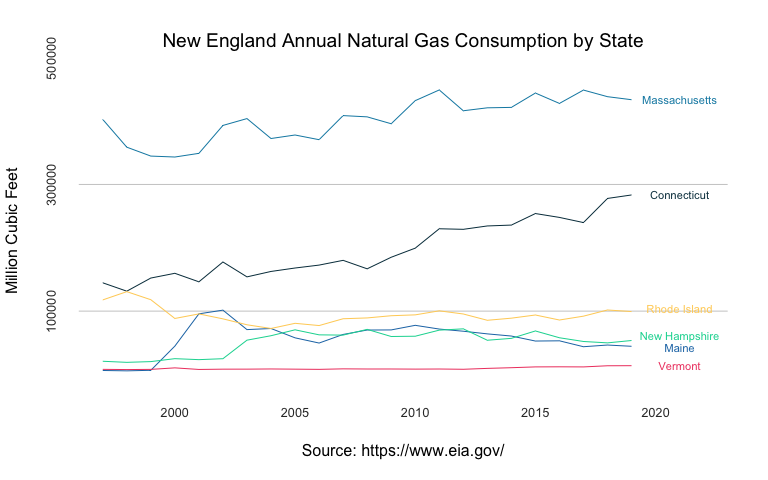 New England Annual Natural Gas Consumption by State
Million Cubic Feet
500000
300000
100000
Massachusetts
Connecticut
Rhode Island
New Hampshire
Maine
Vermont
2000 2005 2010 2015 2020
Source: https://www.eia.gov/